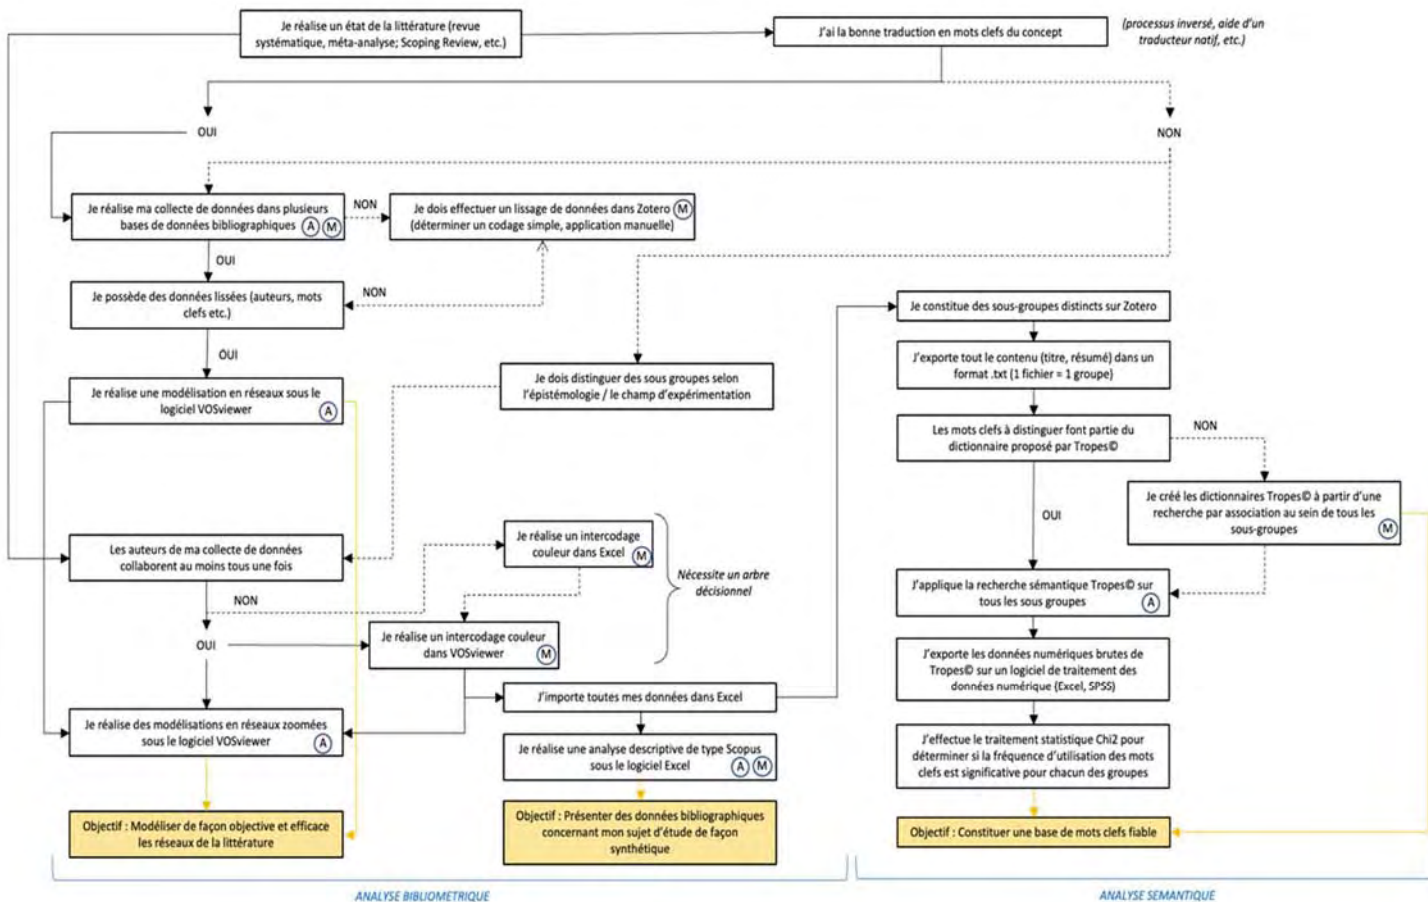 Je réalise un état de la littérature (revue
systématique, méta-analyse; Scoping Review, etc.)
J'ai la bonne traduction en mots clefs du concept
(processus inversé, aide d'un
traducteur natif, etc.)
OUI
NON
Je réalise ma collecte de données dans plusieurs
bases de données bibliographiques A M
NON
Je dois effectuer un lissage de données dans Zotero M
(déterminer un codage simple, application manuelle)
OUI
Je possède des données lissées (auteurs, mots
clefs etc.)
NON
Je constitue des sous-groupes distincts sur Zotero
OUI
J'exporte tout le contenu (titre, résumé) dans un
format .txt (1 fichier = 1 groupe)
Je réalise une modélisation en réseaux sous le
logiciel VOSviewer A
Je dois distinguer des sous groupes selon
l'épistémologie / le champ d'expérimentation
Les mots clefs à distinguer font partie du
dictionnaire proposé par Tropes©
NON
Je créé les dictionnaires Tropes© à partir d'une
recherche par association au sein de tous les
sous-groupes M
OUI
Les auteurs de ma collecte de données
collaborent au moins tous une fois
Je réalise un intercodage
couleur dans Excel M
Nécessite un arbre
décisionnel
NON
J'applique la recherche sémantique Tropes© sur
tous les sous groupes A
OUI
Je réalise un intercodage couleur
dans VOSviewer M
J'exporte les données numériques brutes de
Tropes© sur un logiciel de traitement des
données numérique (Excel, SPSS)
J'importe toutes mes données dans Excel
Je réalise des modélisations en réseaux zoomées
sous le logiciel VOSviewer A
Je réalise une analyse descriptive de type Scopus
sous le logiciel Excel A M
J'effectue le traitement statistique Chi2 pour
déterminer si la fréquence d'utilisation des mots
clefs est significative pour chacun des groupes
Objectif : Modéliser de façon objective et efficace
les réseaux de la littérature
Objectif : Présenter des données bibliographiques
concernant mon sujet d'étude de façon
synthétique
Objectif : Constituer une base de mots clefs fiable
ANALYSE BIBLIOMETRIQUE
ANALYSE SEMANTIQUE